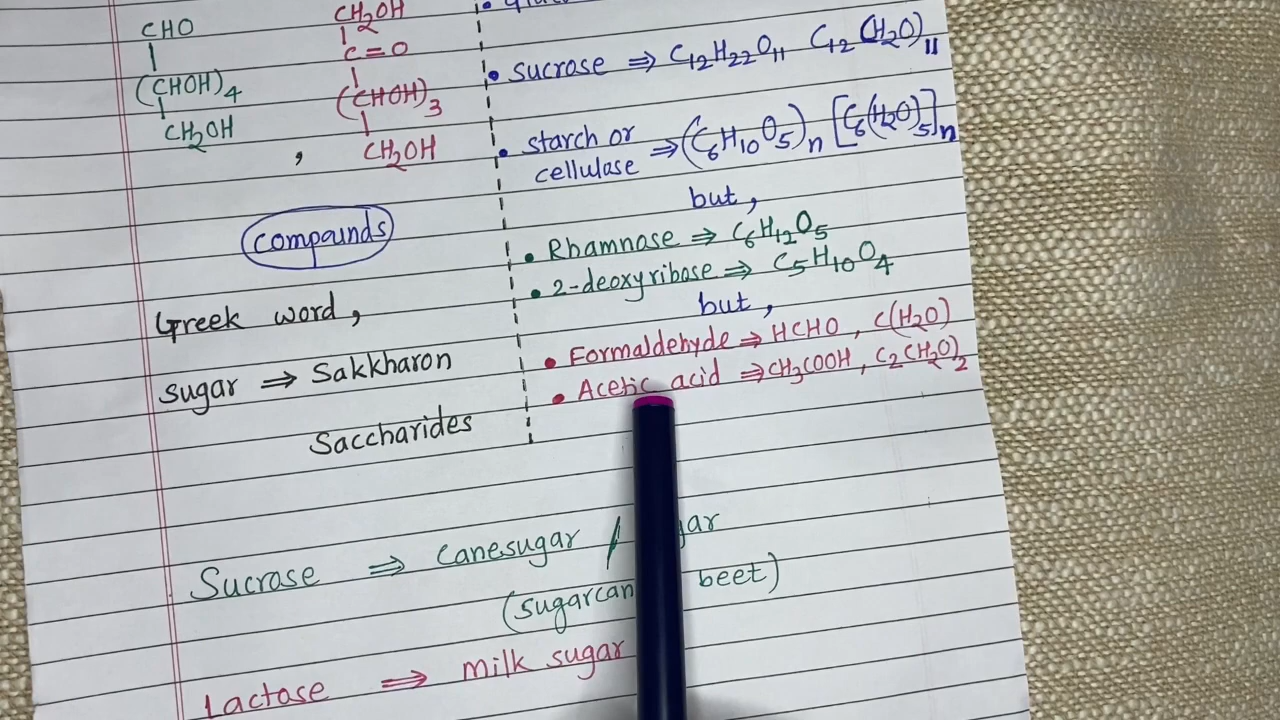 CHO
(CHOH)4
CH2OH ,
CH2OH
C=O
(CHOH)3
CH2OH
compounds
Greek word,
sugar ⇒ Sakkharon
Saccharides
• sucrose ⇒ C12H22O11 C12(H2O)11
• starch or
cellulase ⇒ (C6H10O5)n [C6(H2O)5]n
but,
• Rhamnose ⇒ C6H12O5
• 2-deoxyribose ⇒ C5H10O4
but,
• Formaldehyde ⇒ HCHO, C(H2O)
• Acetic acid ⇒ CH3COOH, C2(H2O)2
Sucrose ⇒ Canesugar /
(sugarcan beet)
Lactose ⇒ milk sugar